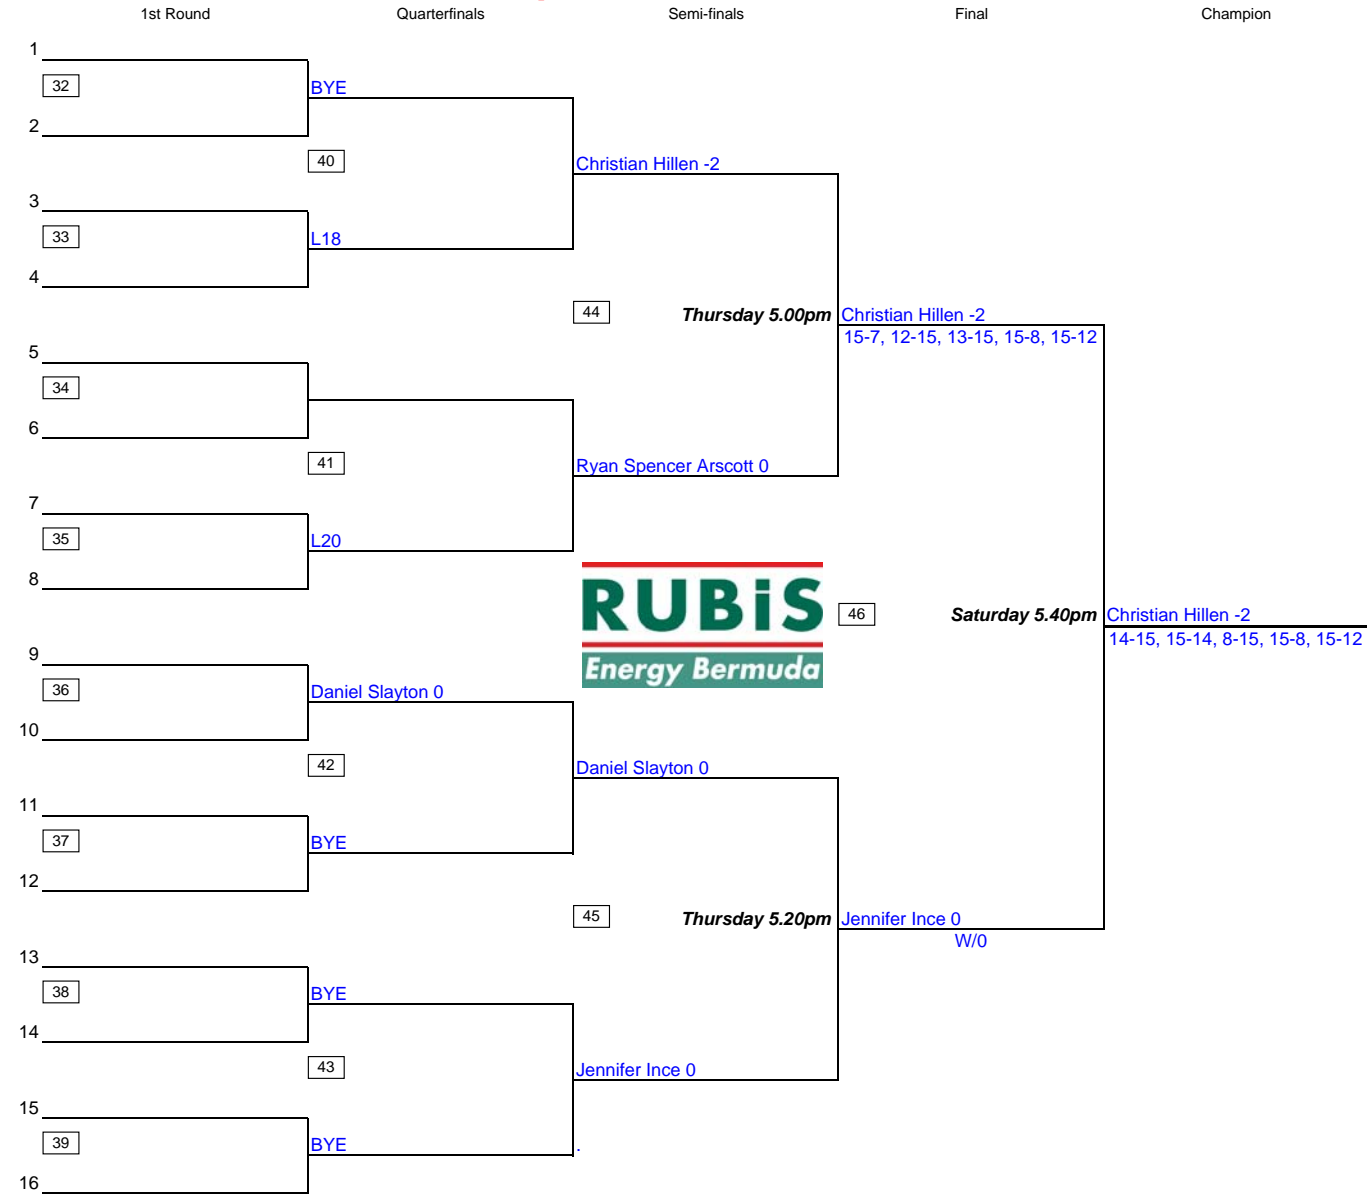 1st Round Quarterfinals Semi-finals Final Champion
1
32 BYE
2
40 Christian Hillen -2
3
33 L18
4
44 Thursday 5.00pm Christian Hillen -2
15-7, 12-15, 13-15, 15-8, 15-12
5
34
6
41 Ryan Spencer Arscott 0
7
35 L20
8
RUBiS
46 Saturday 5.40pm Christian Hillen -2
14-15, 15-14, 8-15, 15-8, 15-12
Energy Bermuda
9
36 Daniel Slayton 0
10
42 Daniel Slayton 0
11
37 BYE
12
45 Thursday 5.20pm Jennifer Ince 0
W/0
13
38 BYE
14
43 Jennifer Ince 0
15
39 BYE .
16